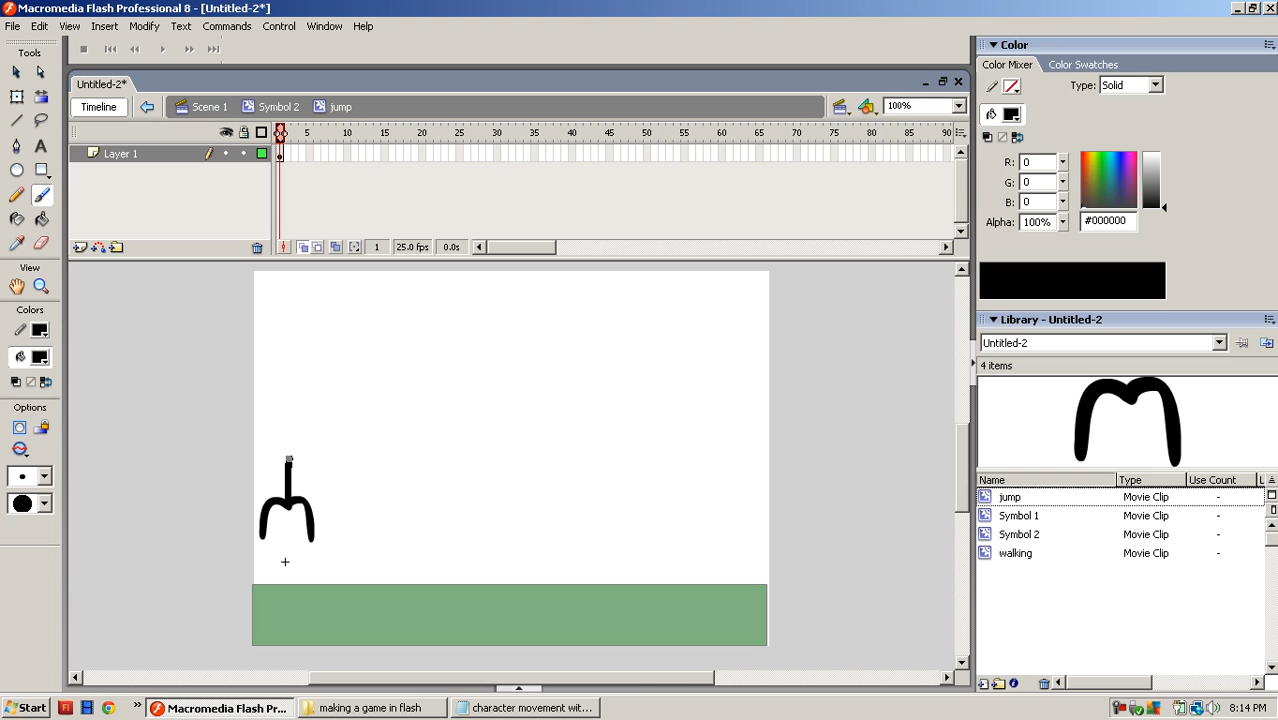 Macromedia Flash Professional 8 - [Untitled-2*]
File Edit View Insert Modify Text Commands Control Window Help
Tools
View
Colors
Options
Untitled-2*
Timeline
Scene 1 Symbol 2 jump
100%
5 10 15 20 25 30 35 40 45 50 55 60 65 70 75 80 85 90
Layer 1
1 25.0 fps 0.0s
Color
Color Mixer Color Swatches
Type: Solid
R: 0
G: 0
B: 0
Alpha: 100% #000000
Library - Untitled-2
Untitled-2
4 items
Name Type Use Count L
jump Movie Clip -
Symbol 1 Movie Clip -
Symbol 2 Movie Clip -
walking Movie Clip -
Start Macromedia Flash Pr... making a game in flash character movement wit... 8:14 PM